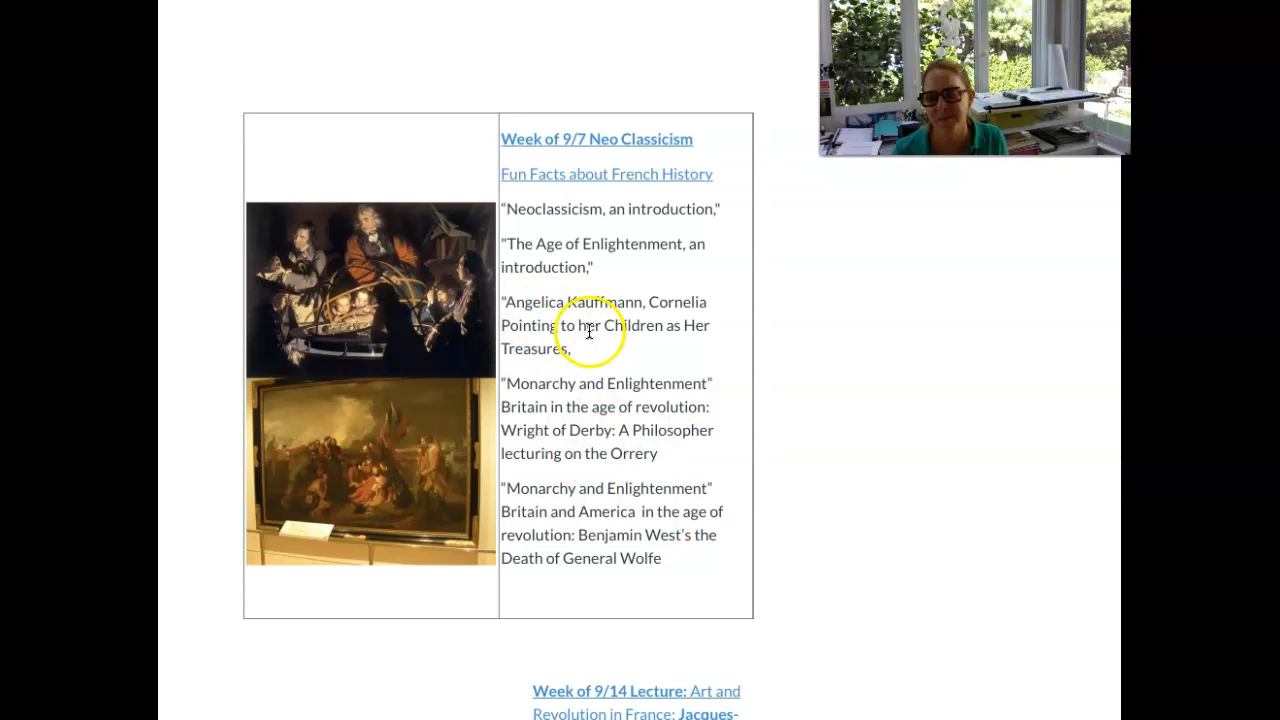 Week of 9/7 Neo Classicism
Fun Facts about French History
“Neoclassicism, an introduction,"
"The Age of Enlightenment, an
introduction,"
"Angelica Kauffmann, Cornelia
Pointing to her Children as Her
Treasures,
“Monarchy and Enlightenment”
Britain in the age of revolution:
Wright of Derby: A Philosopher
lecturing on the Orrery
“Monarchy and Enlightenment”
Britain and America in the age of
revolution: Benjamin West’s the
Death of General Wolfe
Week of 9/14 Lecture: Art and
Revolution in France: Jacques-